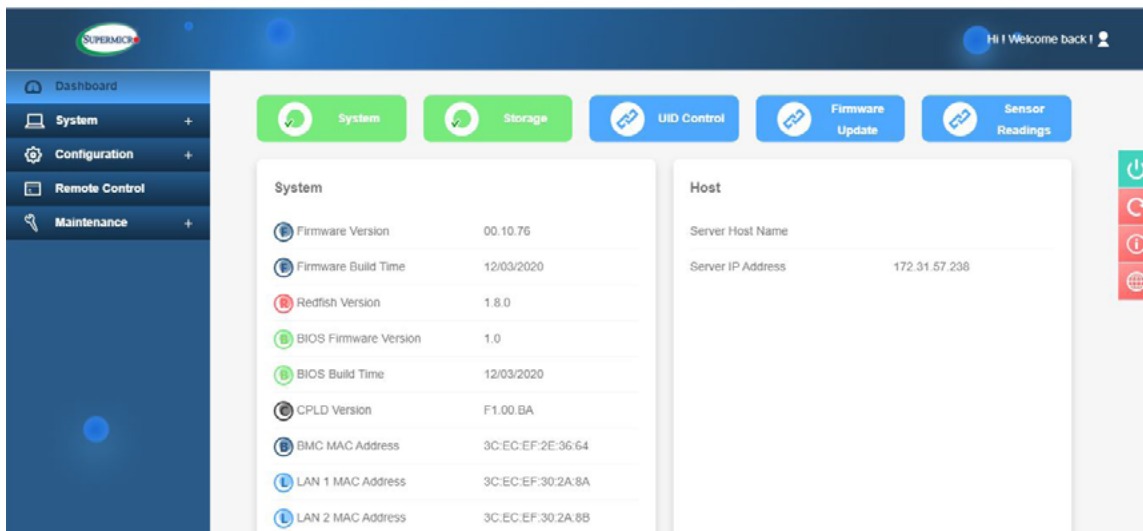 SUPERMICRO
Hi ! Welcome back !
Dashboard
System +
Configuration +
Remote Control
Maintenance +
System
Storage
UID Control
Firmware
Update
Sensor
Readings
System
F Firmware Version 00.10.76
F Firmware Build Time 12/03/2020
R Redfish Version 1.8.0
B BIOS Firmware Version 1.0
B BIOS Build Time 12/03/2020
C CPLD Version F1.00.BA
B BMC MAC Address 3C:EC:EF:2E:36:64
L LAN 1 MAC Address 3C:EC:EF:30:2A:8A
L LAN 2 MAC Address 3C:EC:EF:30:2A:8B
Host
Server Host Name
Server IP Address 172.31.57.238